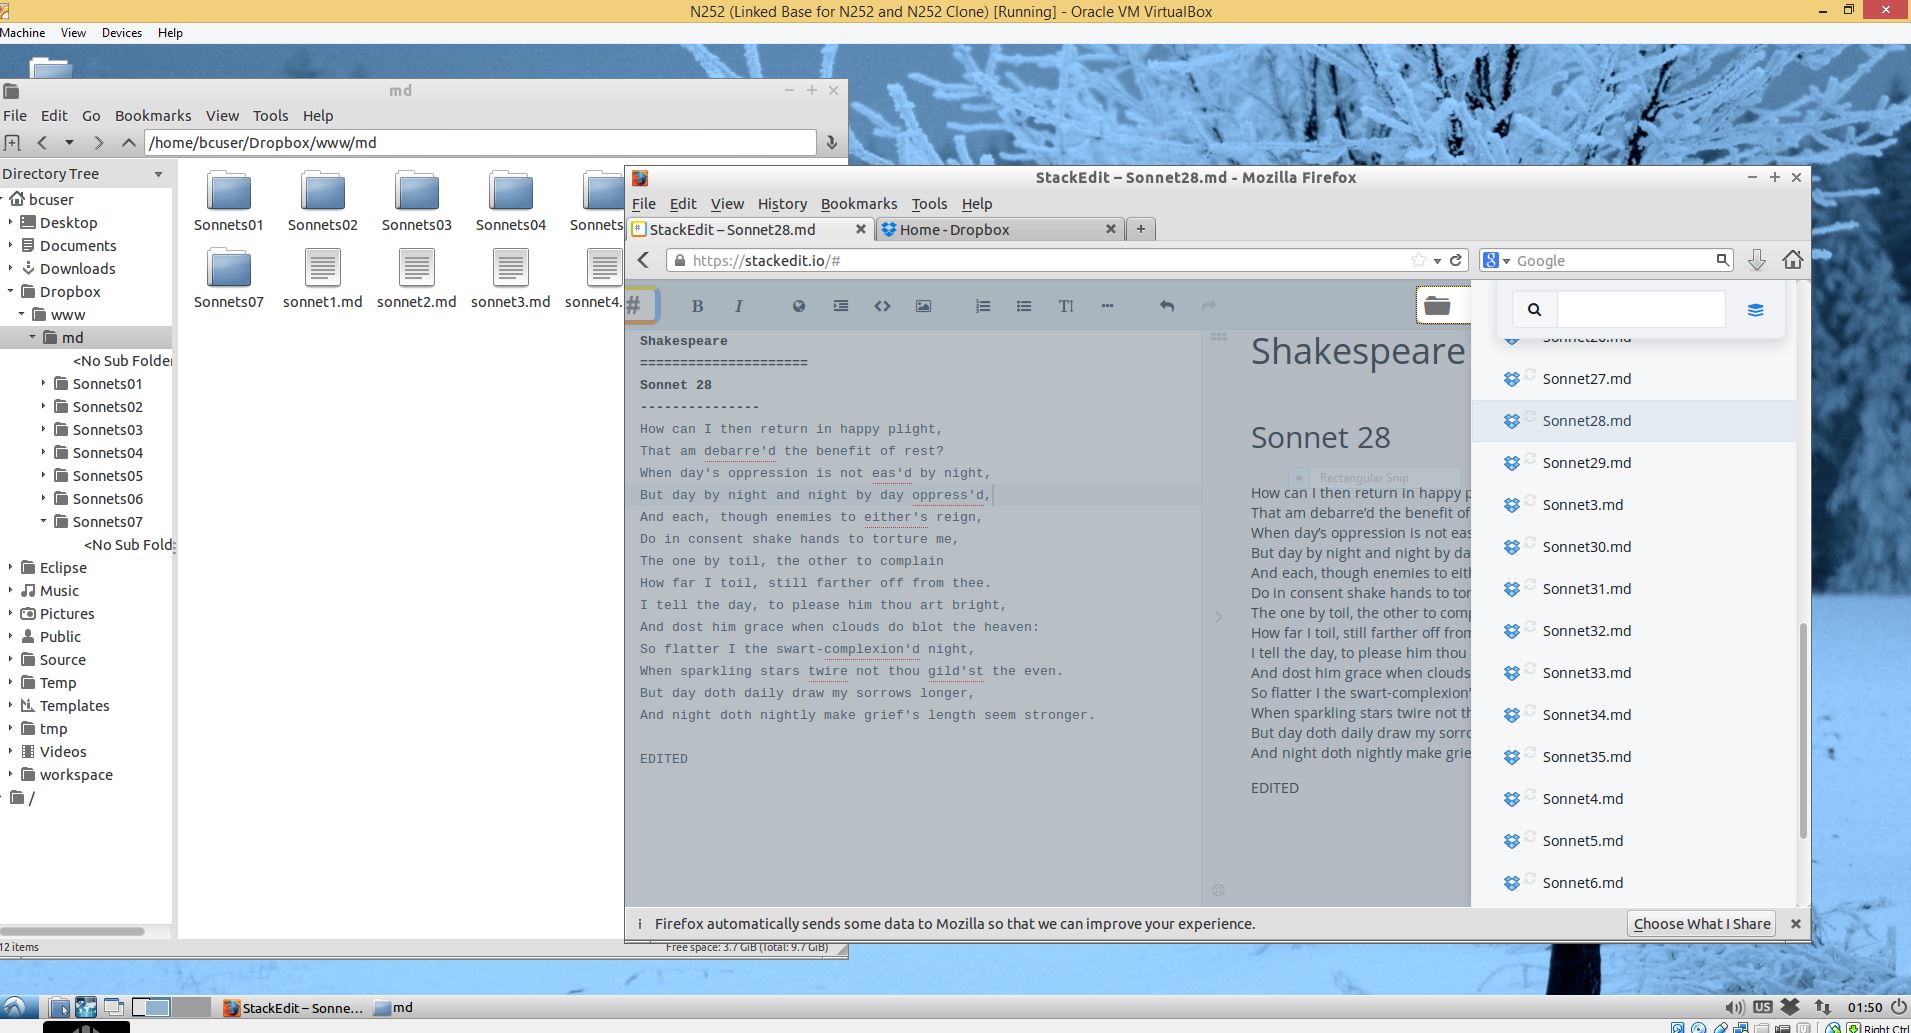 N252 (Linked Base for N252 and N252 Clone) [Running] - Oracle VM VirtualBox
Machine View Devices Help
md
File Edit Go Bookmarks View Tools Help
/home/bcuser/Dropbox/www/md
Directory Tree
bcuser
Desktop
Documents
Downloads
Dropbox
www
md
<No Sub Folder
Sonnets01
Sonnets02
Sonnets03
Sonnets04
Sonnets05
Sonnets06
Sonnets07
<No Sub Fold
Eclipse
Music
Pictures
Public
Source
Temp
Templates
tmp
Videos
workspace
/
Sonnets01 Sonnets02 Sonnets03 Sonnets04 Sonnets
Sonnets07 sonnet1.md sonnet2.md sonnet3.md sonnet4.
12 items
Free space: 3.7 GiB (Total: 9.7 GiB)
StackEdit – Sonnet28.md - Mozilla Firefox
File Edit View History Bookmarks Tools Help
StackEdit – Sonnet28.md
Home - Dropbox
https://stackedit.io/#
Google
Shakespeare
=====================
Sonnet 28
---------------
How can I then return in happy plight,
That am debarre'd the benefit of rest?
When day's oppression is not eas'd by night,
But day by night and night by day oppress'd,
And each, though enemies to either's reign,
Do in consent shake hands to torture me,
The one by toil, the other to complain
How far I toil, still farther off from thee.
I tell the day, to please him thou art bright,
And dost him grace when clouds do blot the heaven:
So flatter I the swart-complexion'd night,
When sparkling stars twire not thou gild'st the even.
But day doth daily draw my sorrows longer,
And night doth nightly make grief's length seem stronger.
EDITED
Shakespeare
Sonnet 28
Rectangular Snip
How can I then return in happy p
That am debarre’d the benefit of
When day’s oppression is not eas
But day by night and night by da
And each, though enemies to eith
Do in consent shake hands to tor
The one by toil, the other to comp
How far I toil, still farther off from
I tell the day, to please him thou
And dost him grace when clouds
So flatter I the swart-complexion’
When sparkling stars twire not th
But day doth daily draw my sorro
And night doth nightly make grie
EDITED
Sonnet26.md
Sonnet27.md
Sonnet28.md
Sonnet29.md
Sonnet3.md
Sonnet30.md
Sonnet31.md
Sonnet32.md
Sonnet33.md
Sonnet34.md
Sonnet35.md
Sonnet4.md
Sonnet5.md
Sonnet6.md
Firefox automatically sends some data to Mozilla so that we can improve your experience.
Choose What I Share
StackEdit – Sonne...
md
US
01:50
Right Ctrl